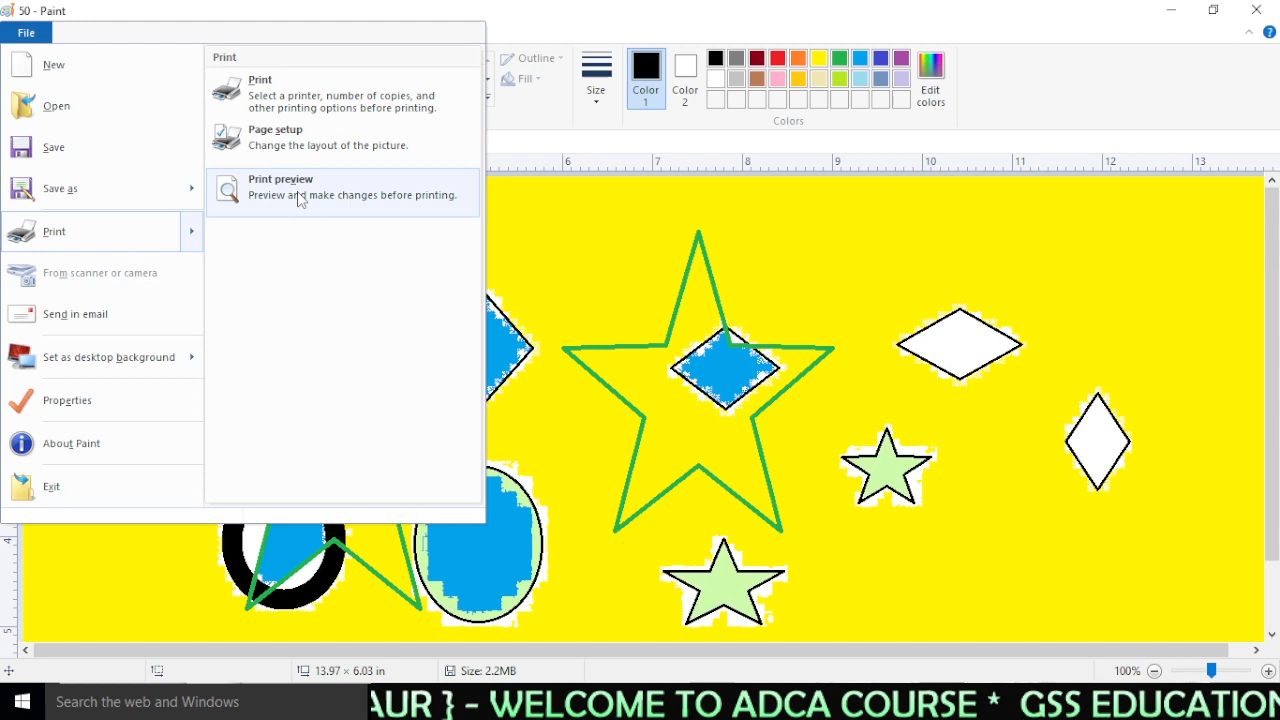 50 - Paint
File
New
Open
Save
Save as
Print
From scanner or camera
Send in email
Set as desktop background
Properties
About Paint
Exit
Print
Print
Select a printer, number of copies, and
other printing options before printing.
Page setup
Change the layout of the picture.
Print preview
Preview and make changes before printing.
Outline
Fill
Size
Color
1
Color
2
Edit
colors
Colors
6 7 8 9 10 11 12 13
4
5
13.97 × 6.03 in
Size: 2.2MB
100%
Search the web and Windows
AUR } - WELCOME TO ADCA COURSE * GSS EDUCATION